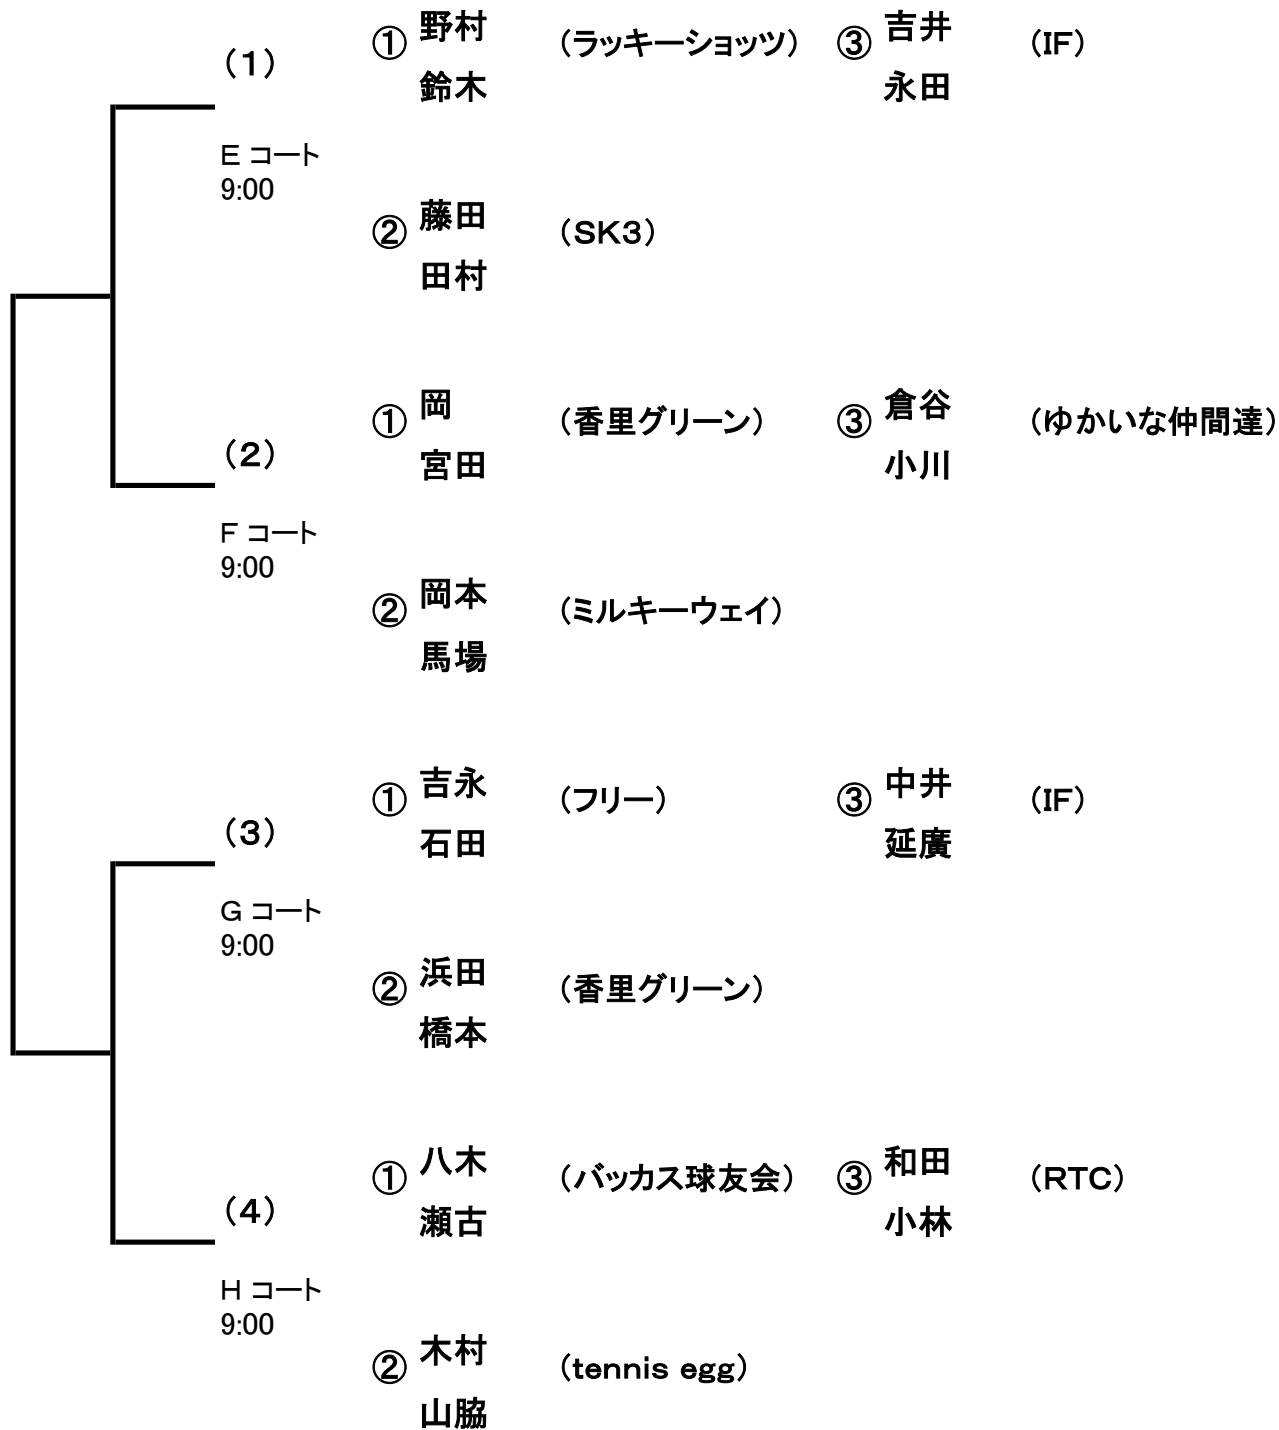 (1)
① 野村 (ラッキーショッツ) ③ 吉井 (IF)
鈴木 永田
E コート
9:00
② 藤田 (SK3)
田村
(2)
① 岡 (香里グリーン) ③ 倉谷 (ゆかいな仲間達)
宮田 小川
F コート
9:00
② 岡本 (ミルキーウェイ)
馬場
(3)
① 吉永 (フリー) ③ 中井 (IF)
石田 延廣
G コート
9:00
② 浜田 (香里グリーン)
橋本
(4)
① 八木 (バッカス球友会) ③ 和田 (RTC)
瀬古 小林
H コート
9:00
② 木村 (tennis egg)
山脇